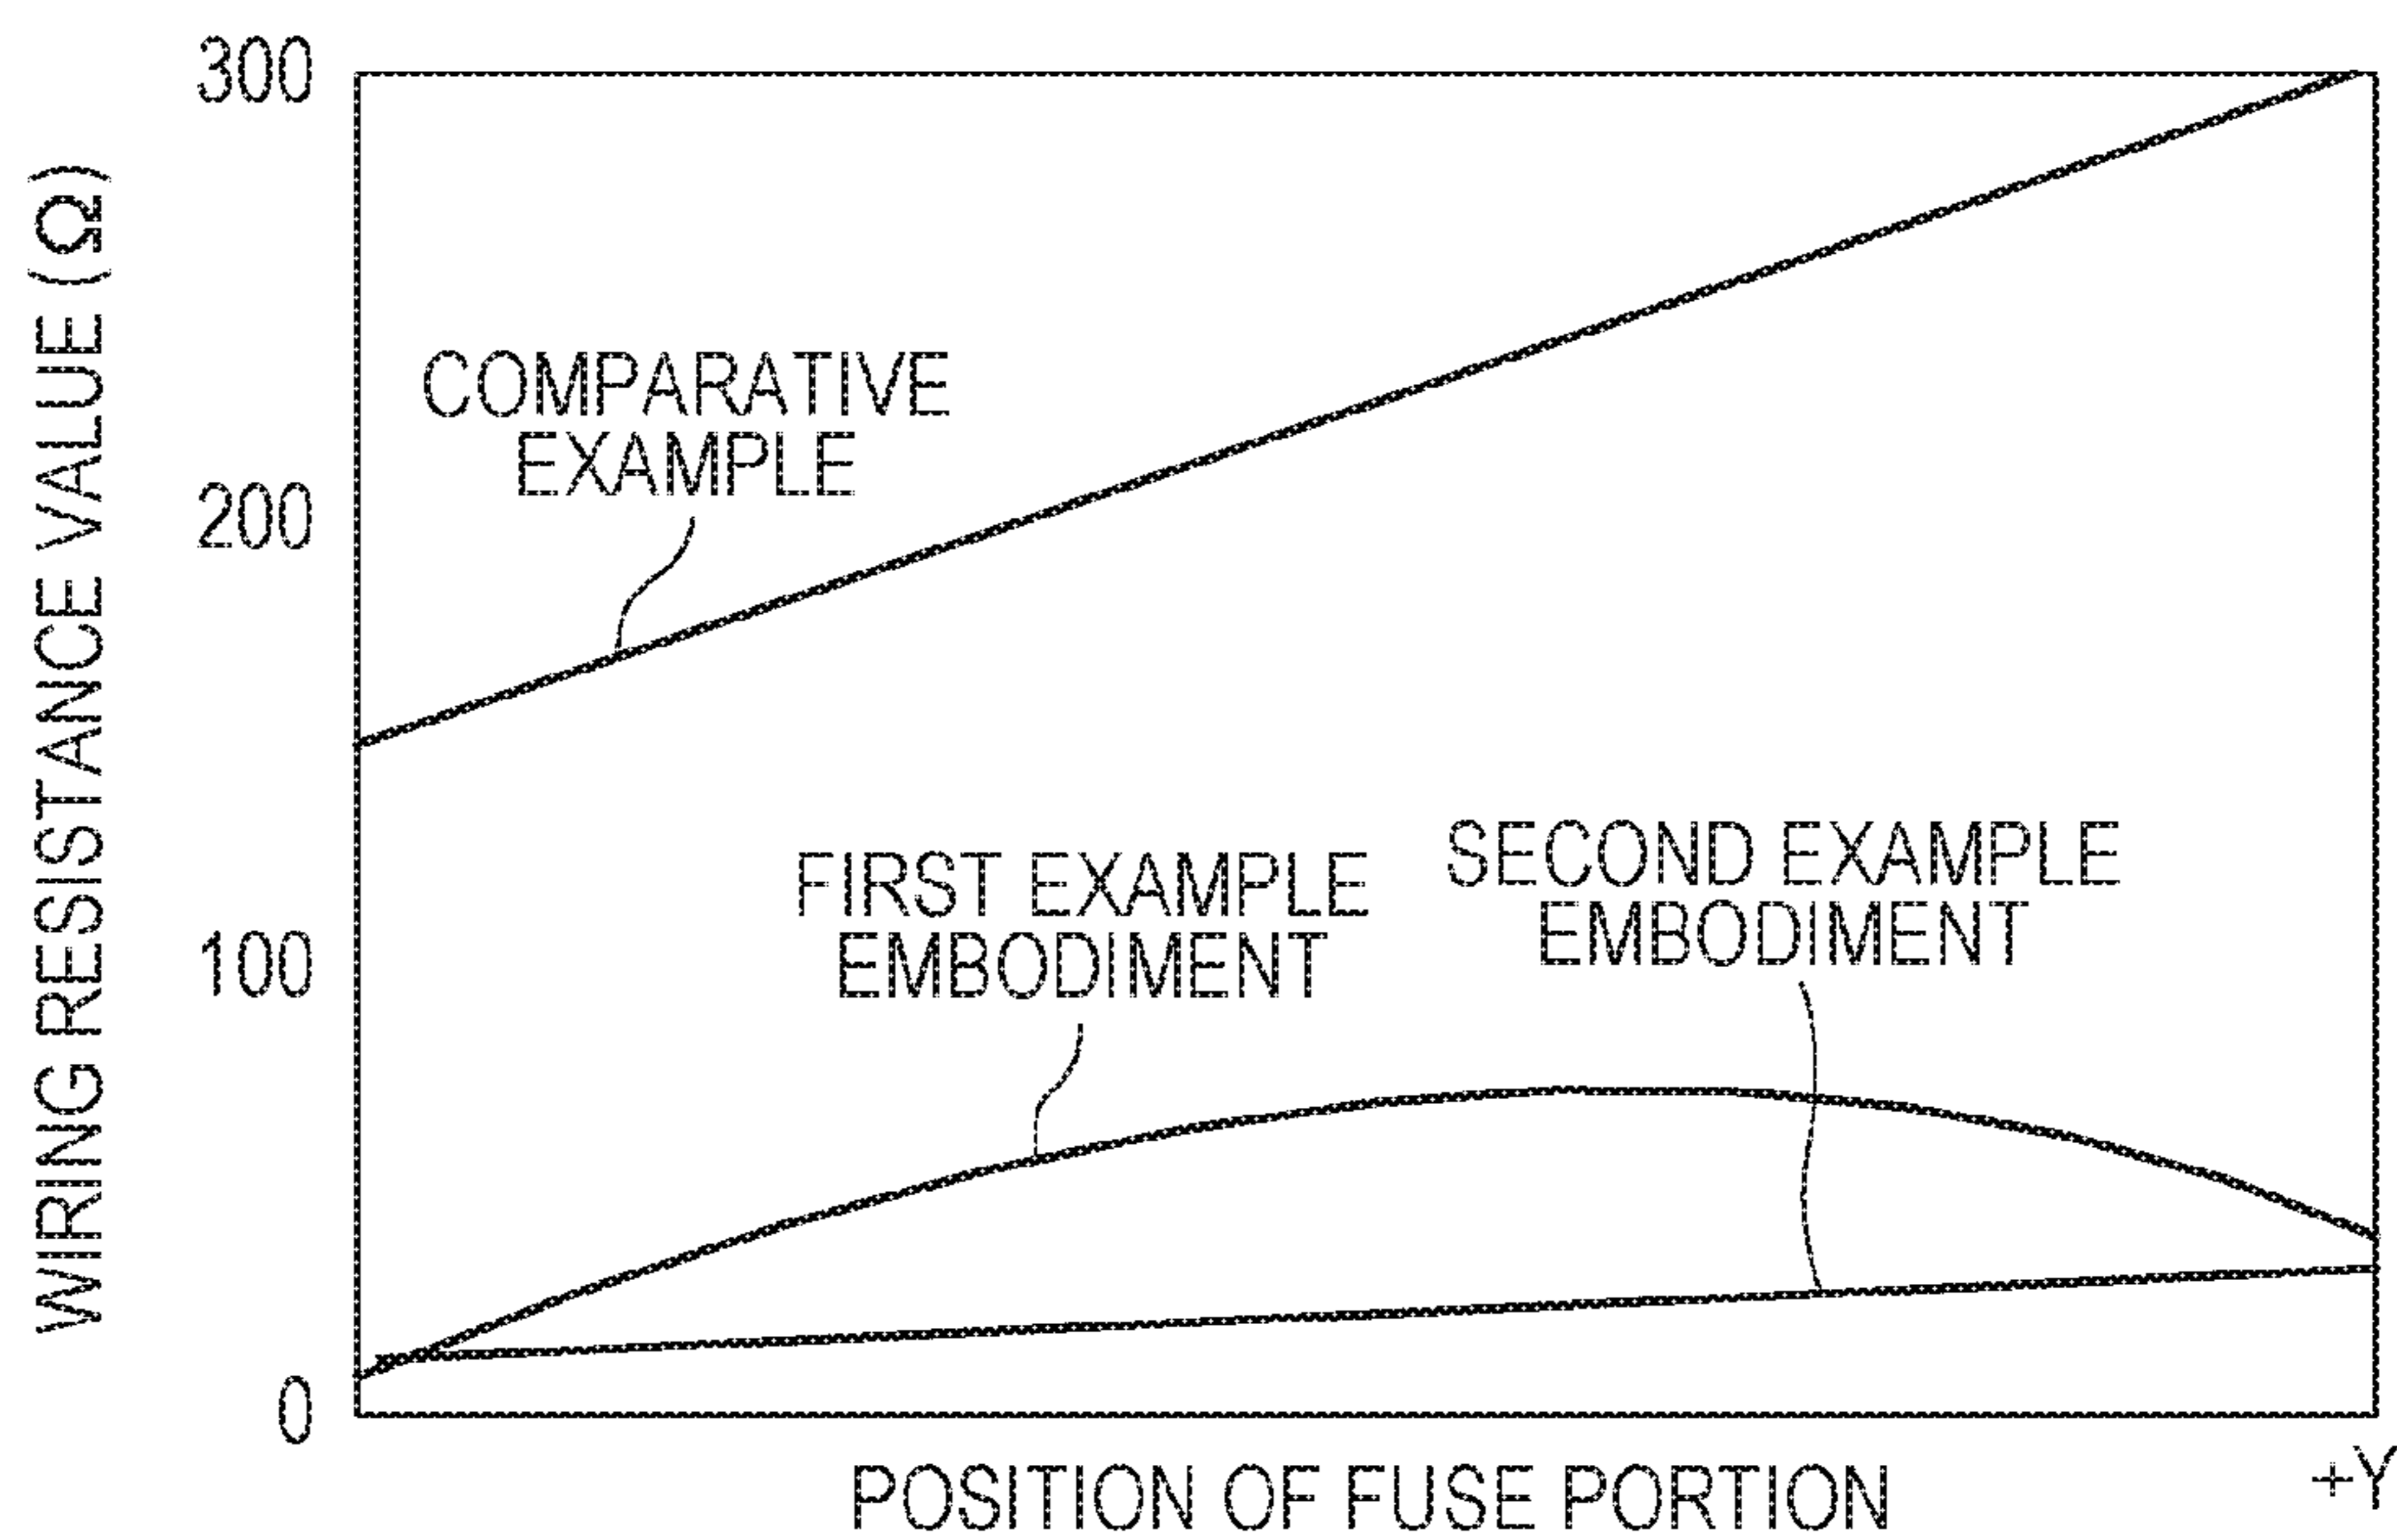 300
200
100
0
WIRING RESISTANCE VALUE (Ω)
COMPARATIVE
EXAMPLE
FIRST EXAMPLE
EMBODIMENT
SECOND EXAMPLE
EMBODIMENT
POSITION OF FUSE PORTION
+Y